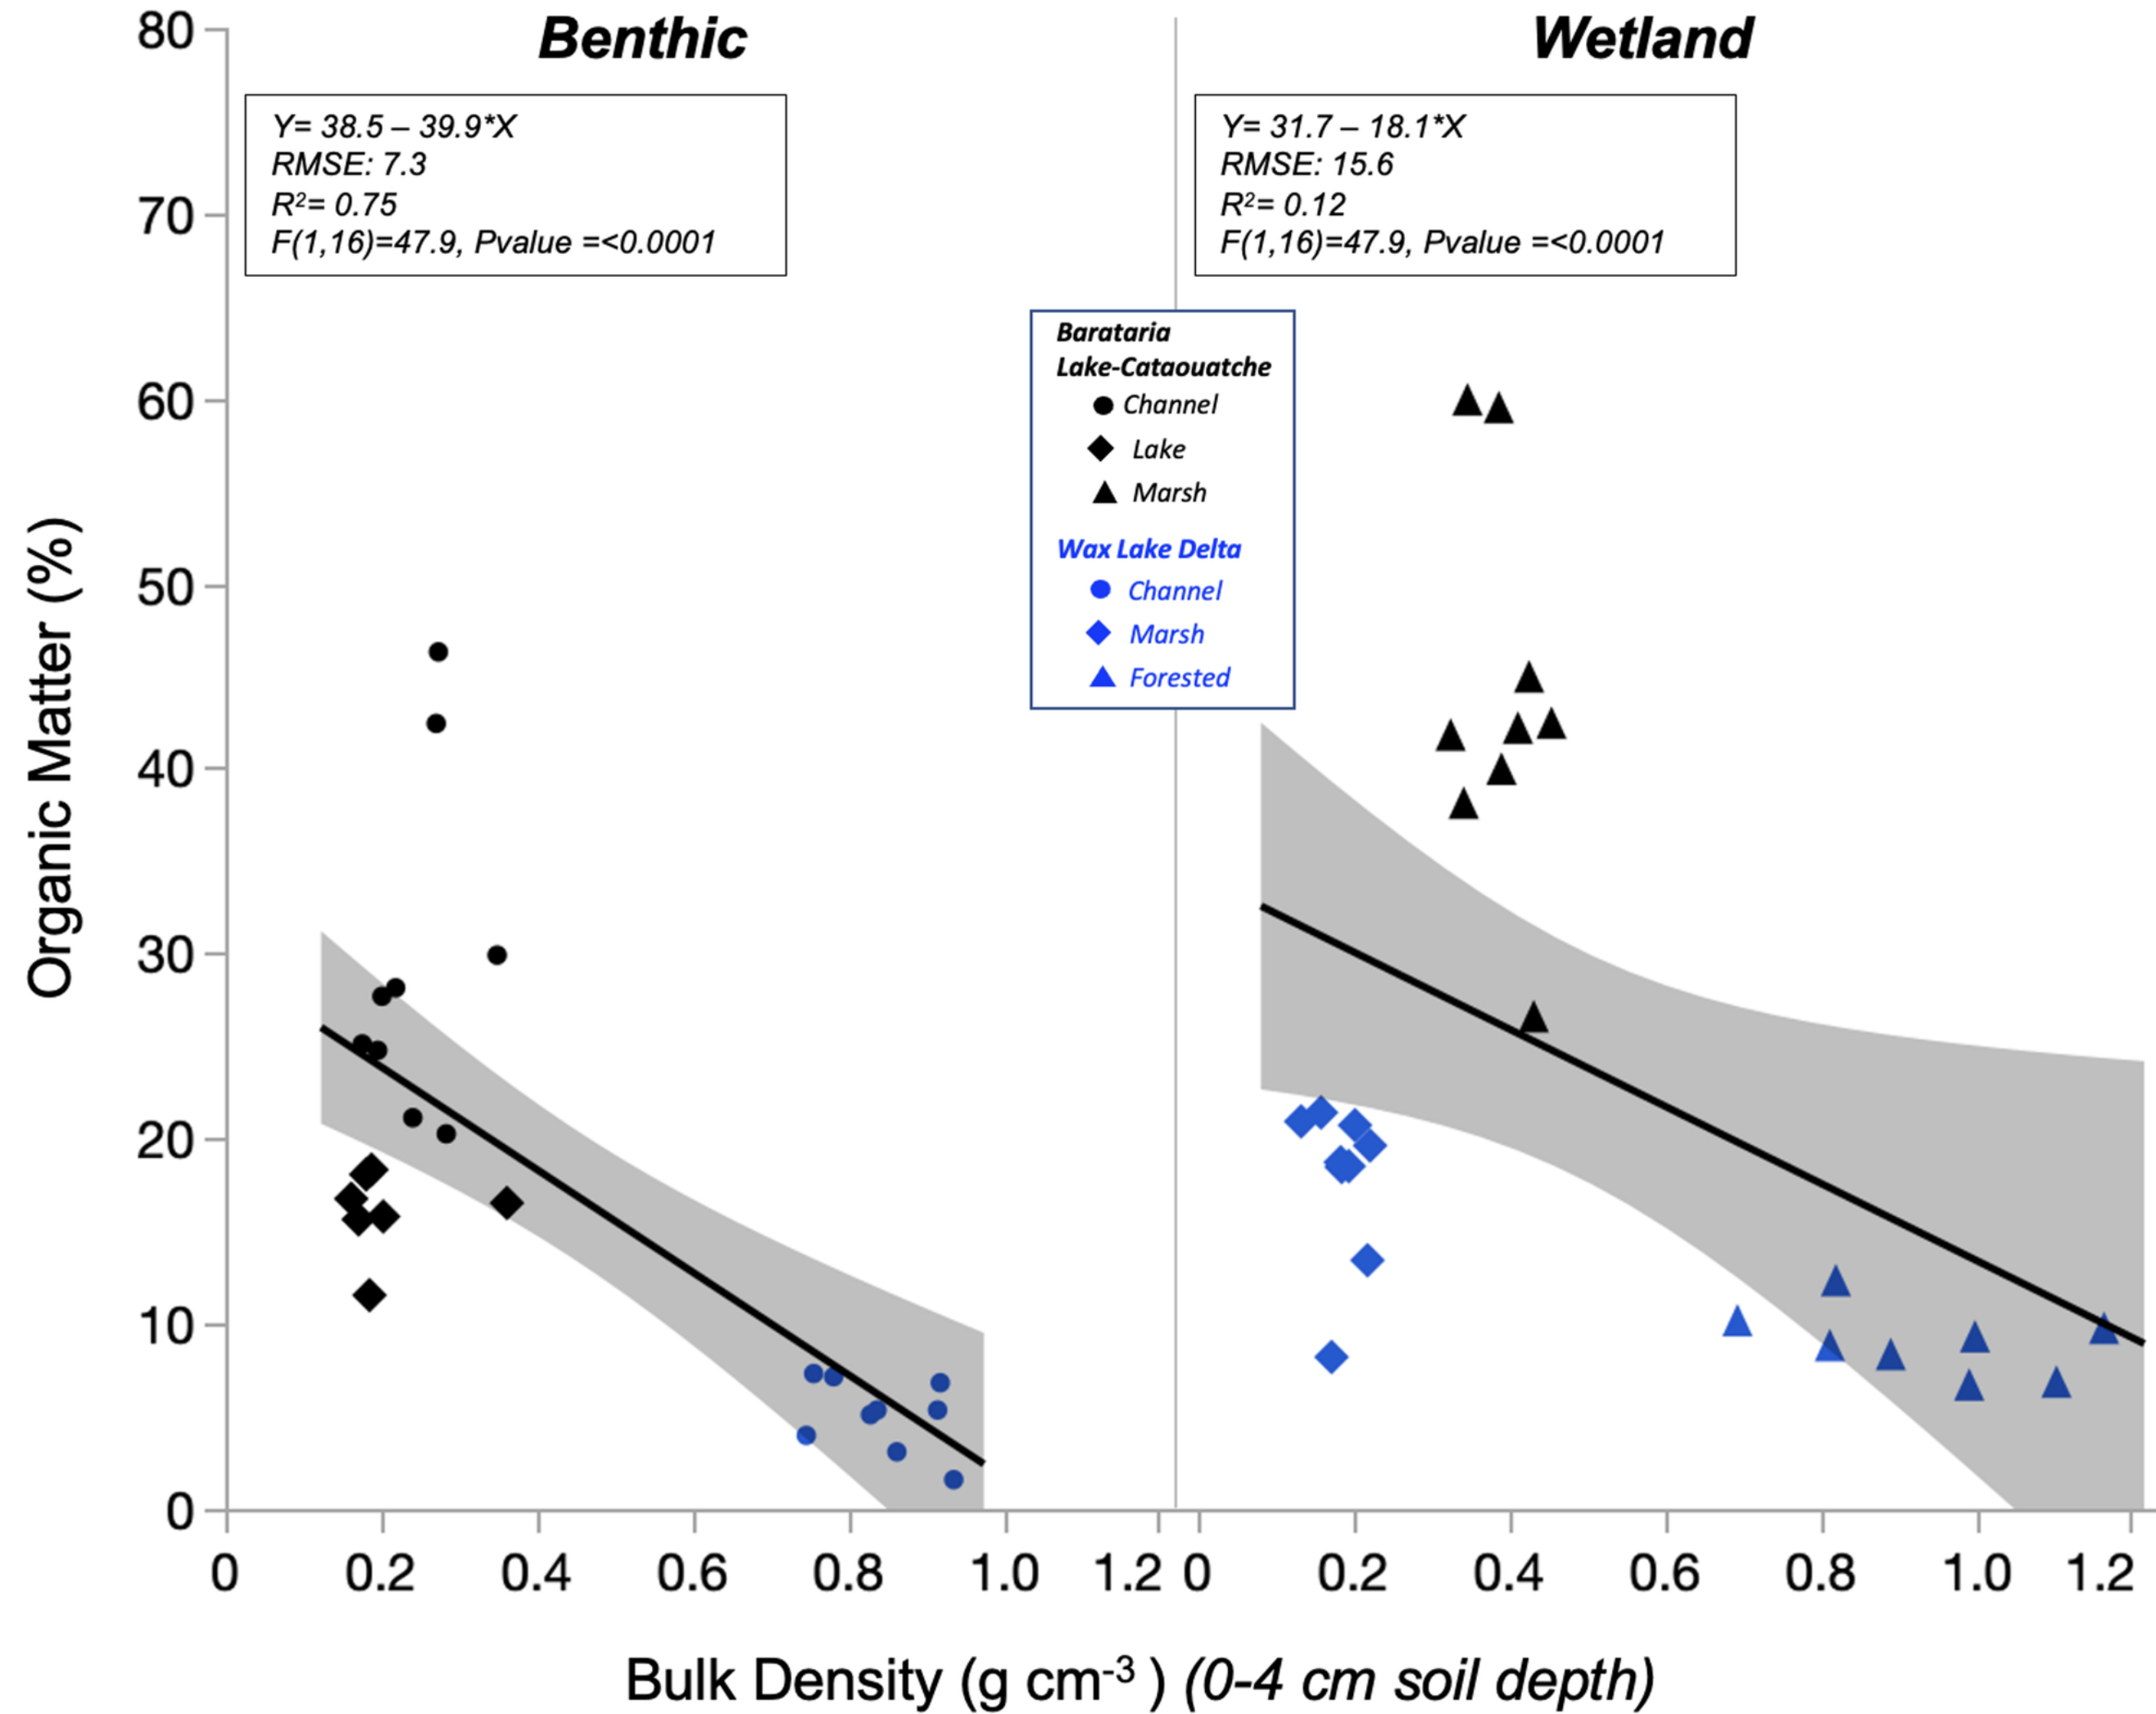 Benthic
Wetland
Y= 38.5 – 39.9*X
RMSE: 7.3
R²= 0.75
F(1,16)=47.9, Pvalue =<0.0001
Y= 31.7 – 18.1*X
RMSE: 15.6
R²= 0.12
F(1,16)=47.9, Pvalue =<0.0001
Barataria
Lake-Cataouatche
Channel
Lake
Marsh
Wax Lake Delta
Channel
Marsh
Forested
Organic Matter (%)
80
70
60
50
40
30
20
10
0
0 0.2 0.4 0.6 0.8 1.0 1.2 0 0.2 0.4 0.6 0.8 1.0 1.2
Bulk Density (g cm⁻³ ) (0-4 cm soil depth)